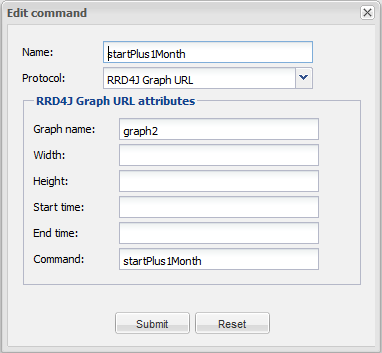 Edit command
Name: startPlus1Month
Protocol: RRD4J Graph URL
RRD4J Graph URL attributes
Graph name: graph2
Width:
Height:
Start time:
End time:
Command: startPlus1Month
Submit Reset